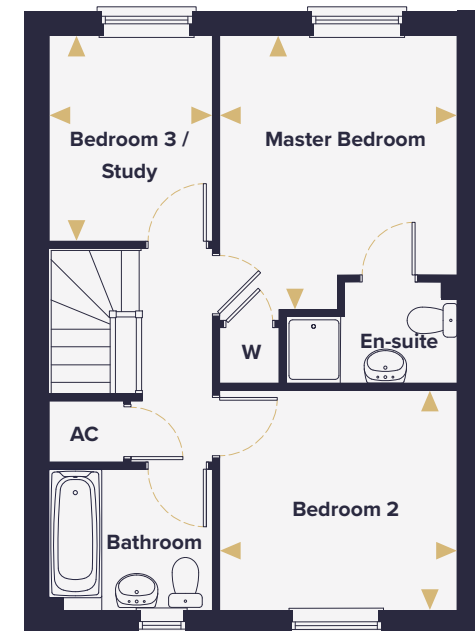 Bedroom 3 /
Study
Master Bedroom
En-suite
W
AC
Bedroom 2
Bathroom